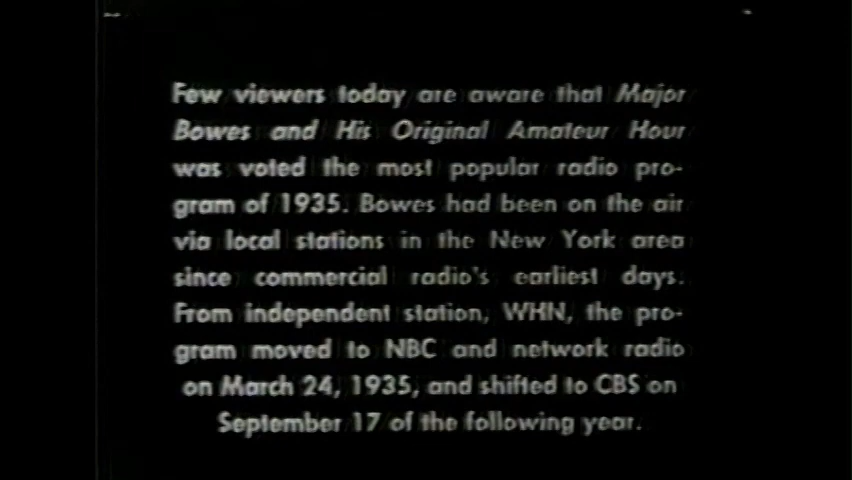 Few viewers today are aware that Major
Bowes and His Original Amateur Hour
was voted the most popular radio pro-
gram of 1935. Bowes had been on the air
via local stations in the New York area
since commercial radio's earliest days.
From independent station, WHN, the pro-
gram moved to NBC and network radio
on March 24, 1935, and shifted to CBS on
September 17 of the following year.